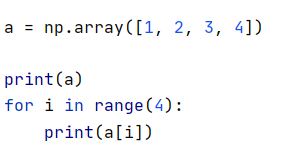 a = np.array([1, 2, 3, 4])
print(a)
for i in range(4):
    print(a[i])